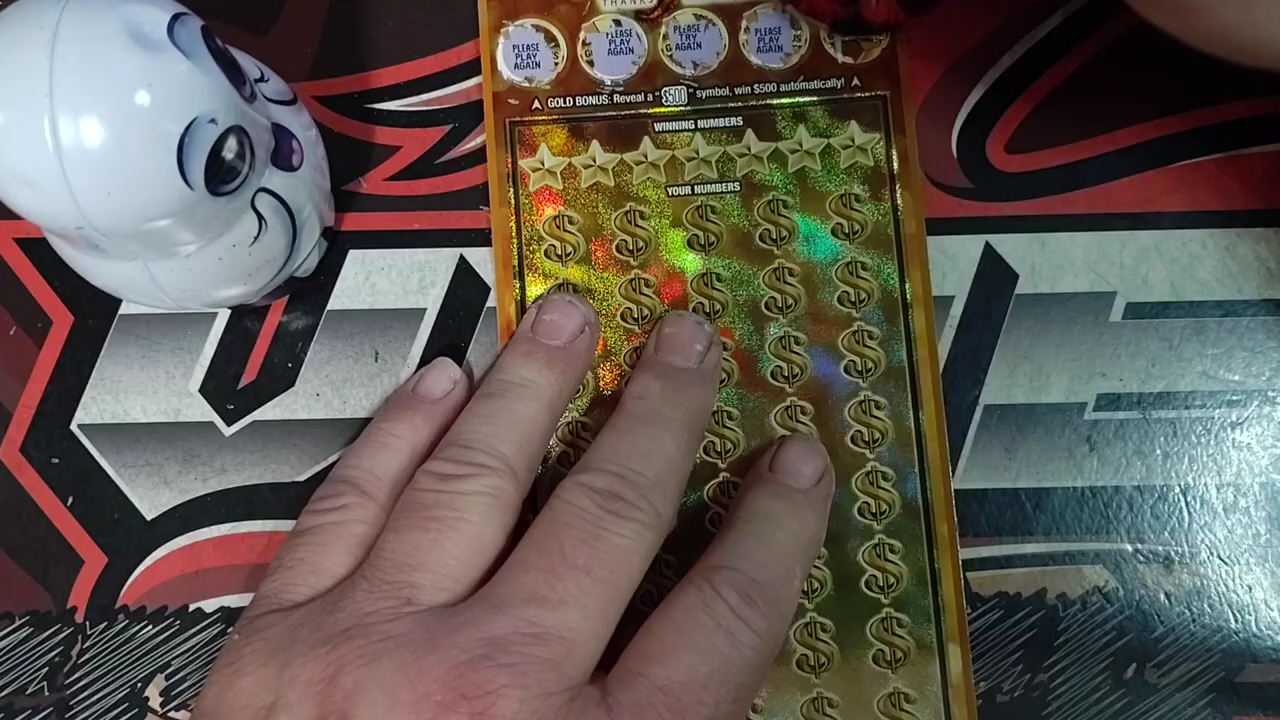 THANKS
PLEASE
PLAY
AGAIN
PLEASE
PLAY
AGAIN
PLEASE
TRY
AGAIN
PLEASE
PLAY
AGAIN
GOLD BONUS: Reveal a "$500" symbol, win $500 automatically!
WINNING NUMBERS
YOUR NUMBERS